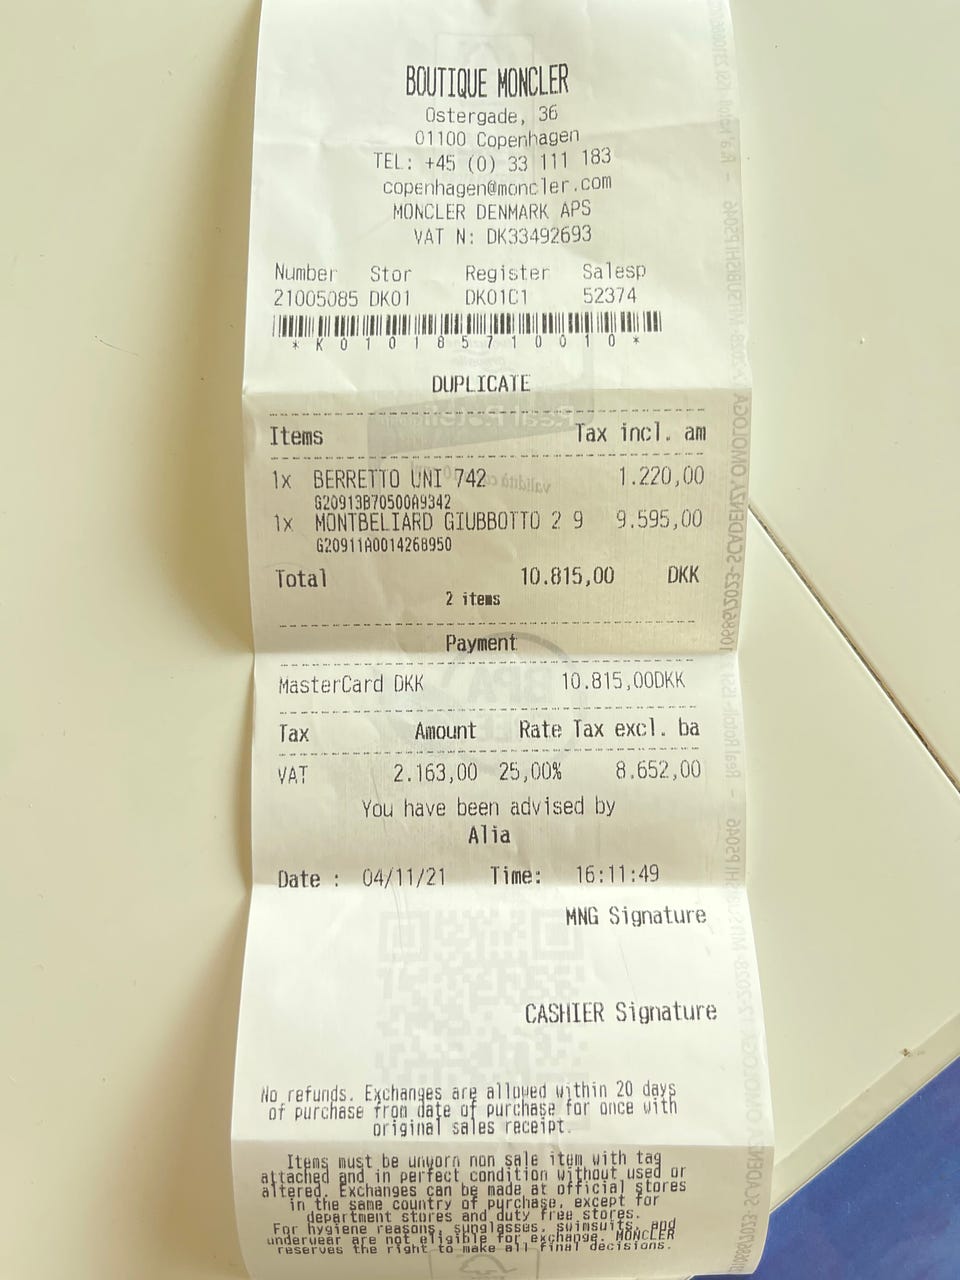 BOUTIQUE MONCLER
Ostergade, 36
01100 Copenhagen
TEL: +45 (0) 33 111 183
copenhagen@moncler.com
MONCLER DENMARK APS
VAT N: DK33492693
Number Stor Register Salesp
21005085 DK01 DK01C1 52374
* K 0 1 0 1 8 5 7 1 0 0 1 0 *
DUPLICATE
Items Tax incl. am
1x BERRETTO UNI 742 1.220,00
G20913B70500A9342
1x MONTBELIARD GIUBBOTTO 2 9 9.595,00
G20911A0014268950
Total 10.815,00 DKK
2 items
Payment
MasterCard DKK 10.815,00DKK
Tax Amount Rate Tax excl. ba
VAT 2.163,00 25,00% 8.652,00
You have been advised by
Alia
Date : 04/11/21 Time: 16:11:49
MNG Signature
CASHIER Signature
No refunds. Exchanges are allowed within 20 days
of purchase from date of purchase for once with
original sales receipt.
Items must be unworn non sale item with tag
attached and in perfect condition without used or
altered. Exchanges can be made at official stores
in the same country of purchase, except for
department stores and duty free stores.
For hygiene reasons, sunglasses, swimsuits, and
underwear are not eligible for exchange. MONCLER
reserves the right to make all final decisions.